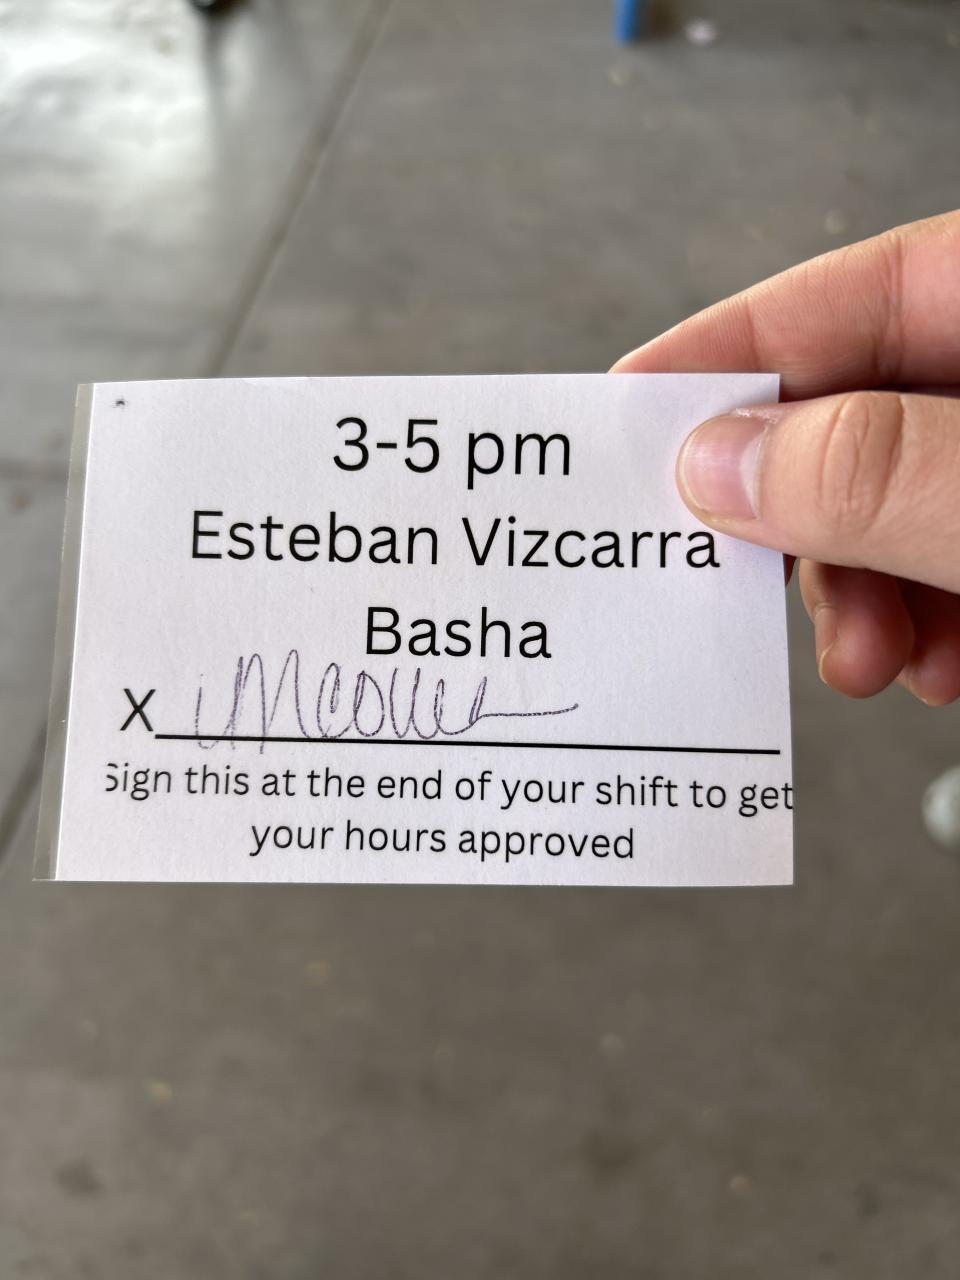 3-5 pm
Esteban Vizcarra
Basha
X
Sign this at the end of your shift to get
your hours approved